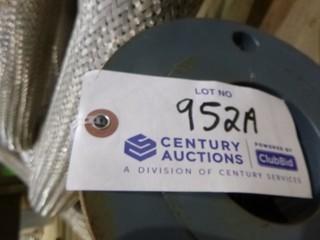 LOT NO
952A
CENTURY
AUCTIONS
POWERED BY
ClubBid
A DIVISION OF CENTURY SERVICES